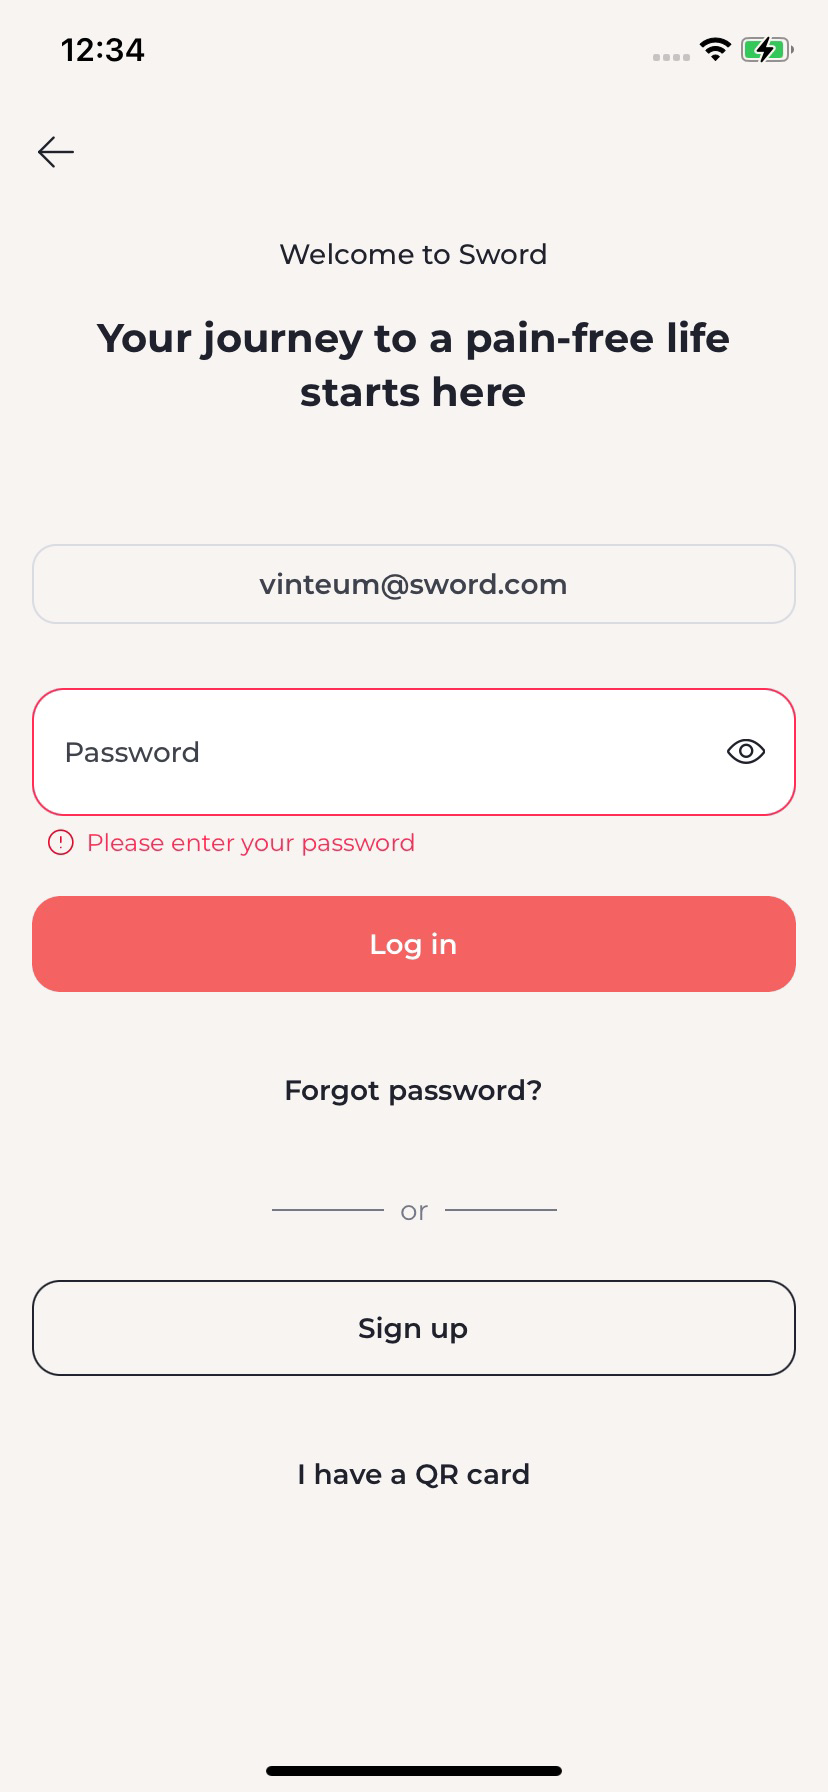 12:34
Welcome to Sword
Your journey to a pain-free life
starts here
vinteum@sword.com
Password
Please enter your password
Log in
Forgot password?
or
Sign up
I have a QR card